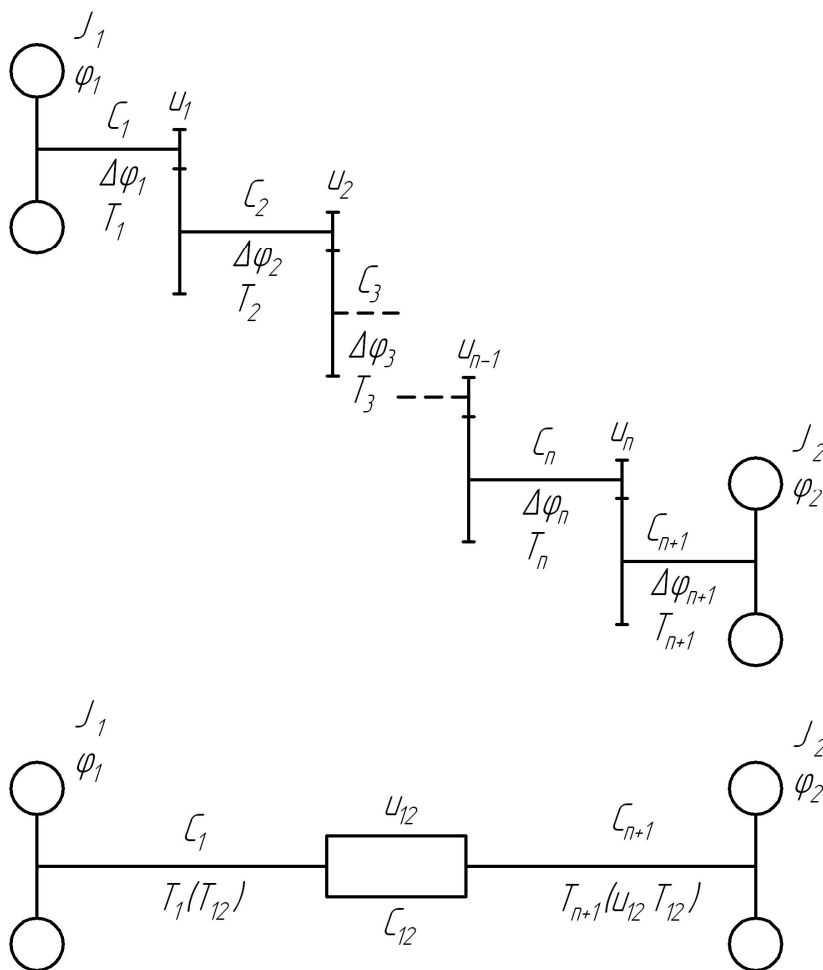 J₁
φ₁
u₁
C₁
Δφ₁
T₁
u₂
C₂
Δφ₂
T₂
C₃
Δφ₃
T₃
uₙ₋₁
uₙ
Cₙ
Δφₙ
Tₙ
J₂
φ₂
Cₙ₊₁
Δφₙ₊₁
Tₙ₊₁
J₁
φ₁
J₂
φ₂
u₁₂
C₁
Cₙ₊₁
T₁(T₁₂)
C₁₂
Tₙ₊₁(u₁₂ T₁₂)